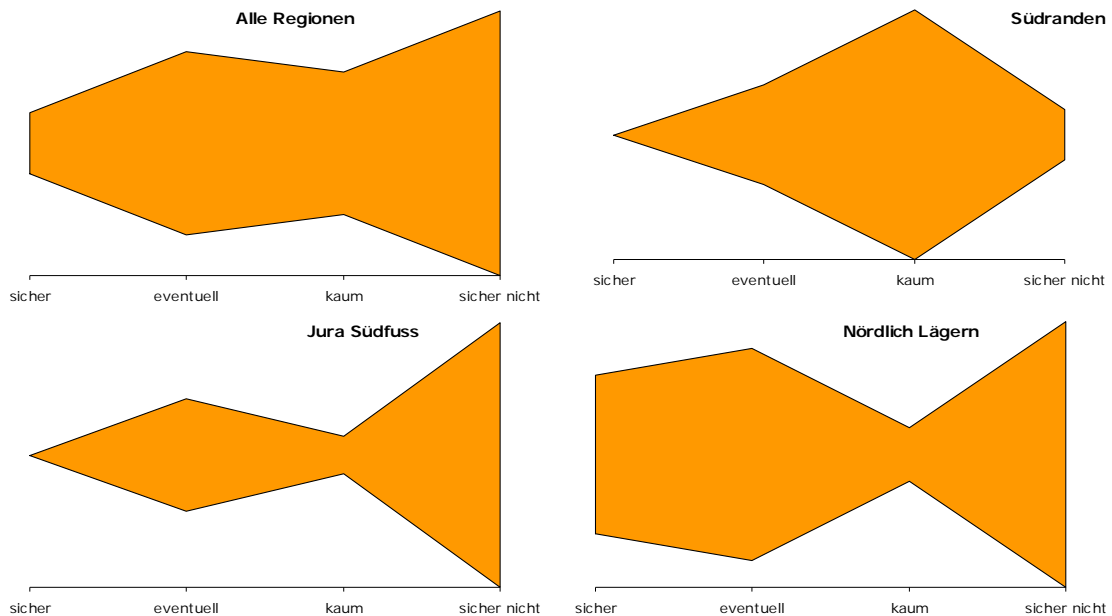 Alle Regionen
sicher eventuell kaum sicher nicht
Südranden
sicher eventuell kaum sicher nicht
Jura Südfuss
sicher eventuell kaum sicher nicht
Nördlich Lägern
sicher eventuell kaum sicher nicht